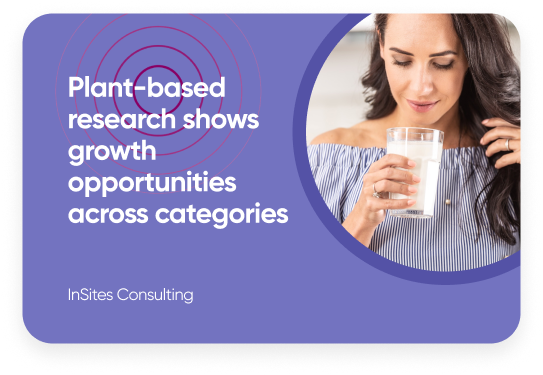 Plant-based
research shows
growth
opportunities
across categories
InSites Consulting